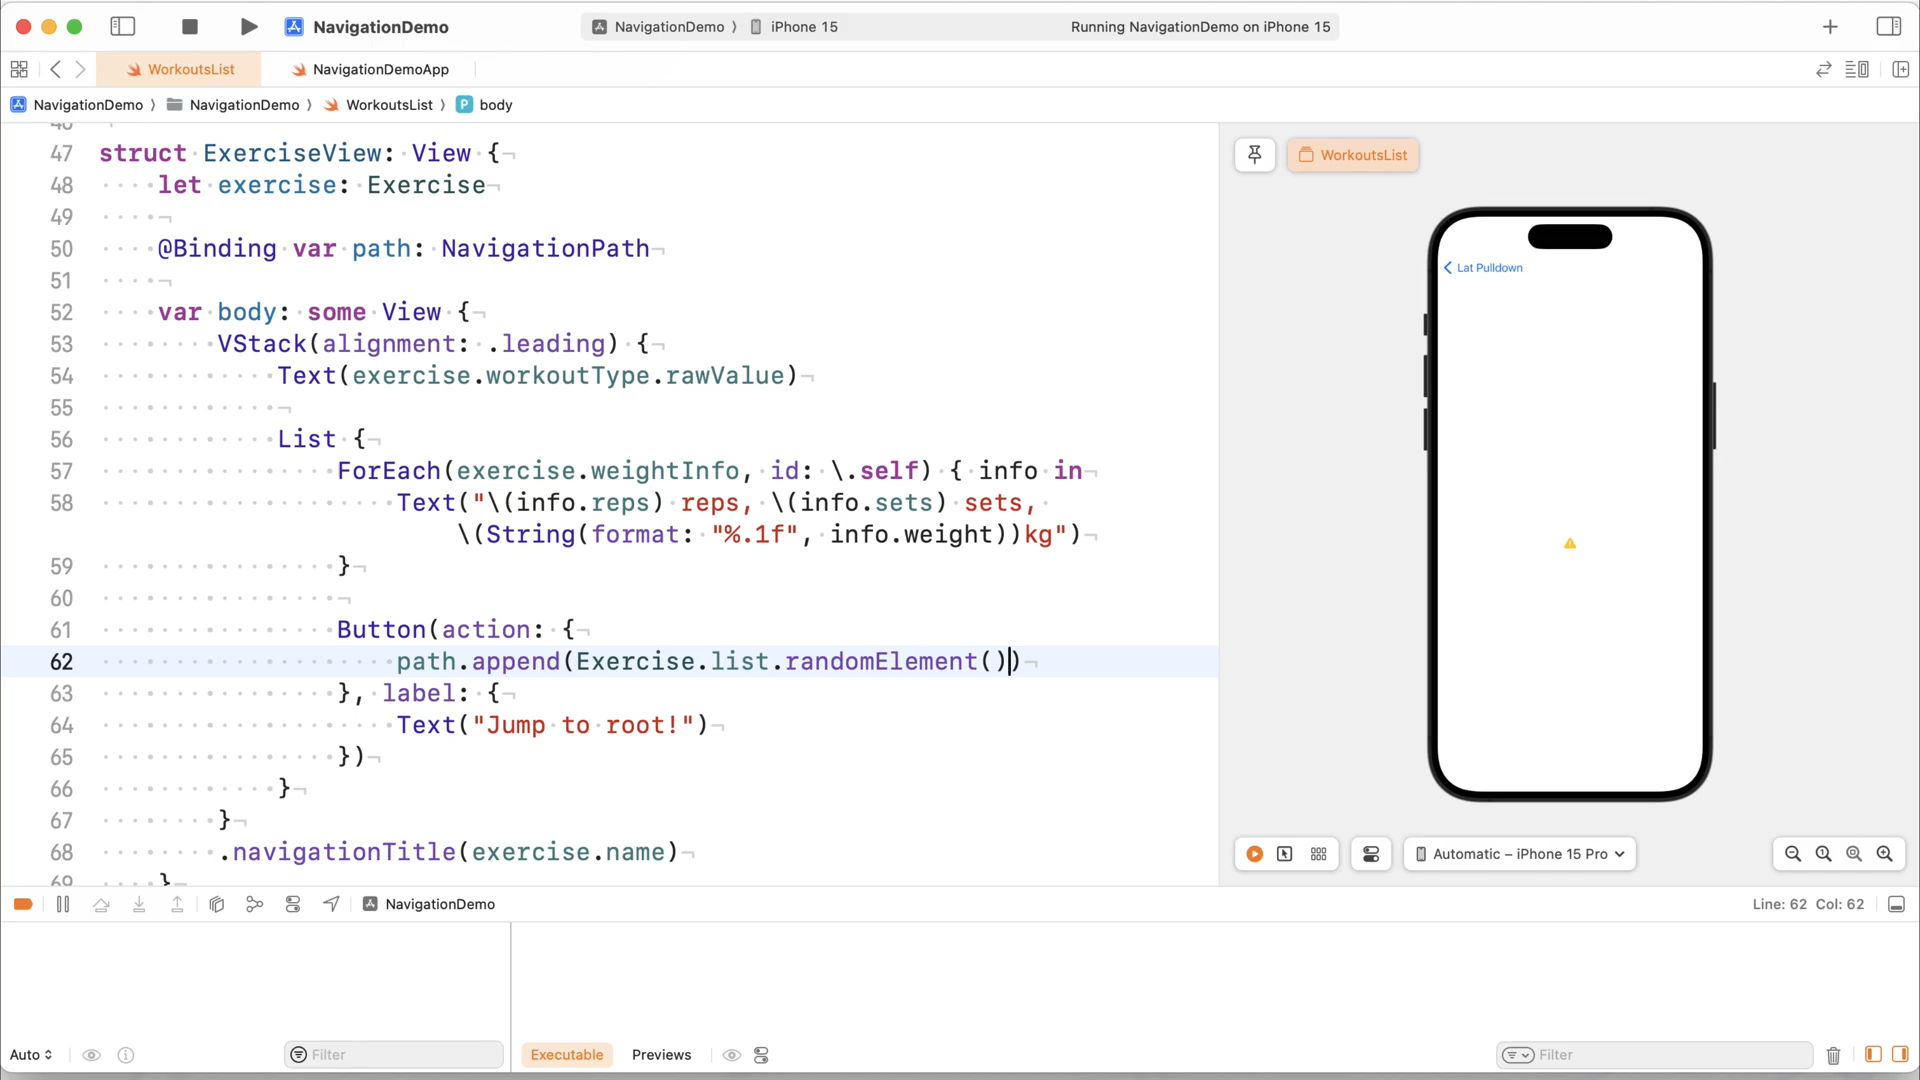 NavigationDemo
NavigationDemo 〉 iPhone 15
Running NavigationDemo on iPhone 15
WorkoutsList
NavigationDemoApp
NavigationDemo 〉 NavigationDemo 〉 WorkoutsList 〉 P body
47 struct ExerciseView: View {
48 let exercise: Exercise
49
50 @Binding var path: NavigationPath
51
52 var body: some View {
53 VStack(alignment: .leading) {
54 Text(exercise.workoutType.rawValue)
55
56 List {
57 ForEach(exercise.weightInfo, id: \.self) { info in
58 Text("\(info.reps) reps, \(info.sets) sets,
\(String(format: "%.1f", info.weight))kg")
59 }
60
61 Button(action: {
62 path.append(Exercise.list.randomElement())
63 }, label: {
64 Text("Jump to root!")
65 })
66 }
67 }
68 .navigationTitle(exercise.name)
69 }
WorkoutsList
Lat Pulldown
Automatic – iPhone 15 Pro
NavigationDemo
Line: 62 Col: 62
Auto
Filter
Executable
Previews
Filter